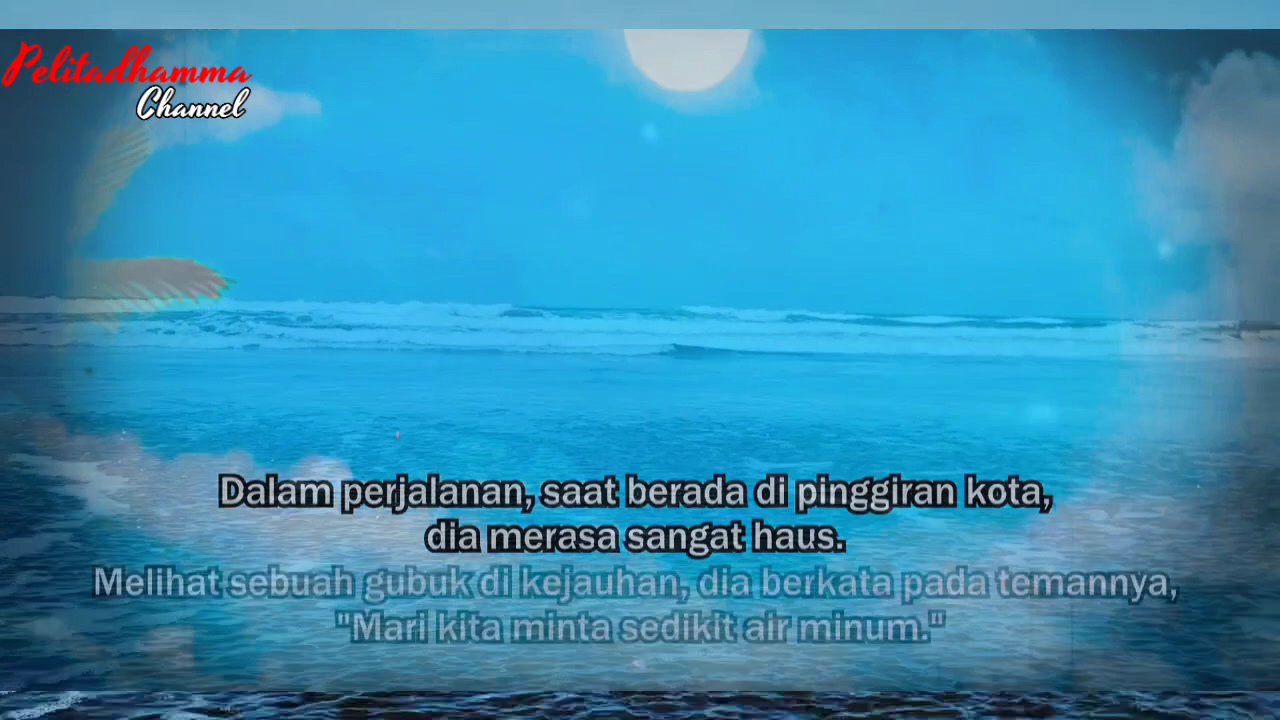 Pelitadhamma
Channel
Dalam perjalanan, saat berada di pinggiran kota,
dia merasa sangat haus.
Melihat sebuah gubuk di kejauhan, dia berkata pada temannya,
"Mari kita minta sedikit air minum."